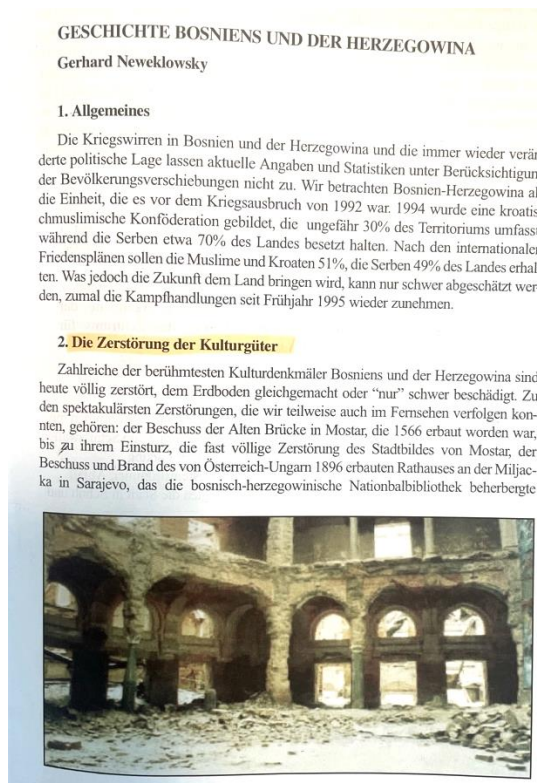 GESCHICHTE BOSNIENS UND DER HERZEGOWINA
Gerhard Neweklowsky
1. Allgemeines
Die Kriegswirren in Bosnien und der Herzegowina und die immer wieder verän
derte politische Lage lassen aktuelle Angaben und Statistiken unter Berücksichtigun
der Bevölkerungsverschiebungen nicht zu. Wir betrachten Bosnien-Herzegowina al
die Einheit, die es vor dem Kriegsausbruch von 1992 war. 1994 wurde eine kroatis
chmuslimische Konföderation gebildet, die ungefähr 30% des Territoriums umfasst
während die Serben etwa 70% des Landes besetzt halten. Nach den internationalen
Friedensplänen sollen die Muslime und Kroaten 51%, die Serben 49% des Landes erhal
ten. Was jedoch die Zukunft dem Land bringen wird, kann nur schwer abgeschätzt wer-
den, zumal die Kampfhandlungen seit Frühjahr 1995 wieder zunehmen.
2. Die Zerstörung der Kulturgüter
Zahlreiche der berühmtesten Kulturdenkmäler Bosniens und der Herzegowina sind
heute völlig zerstört, dem Erdboden gleichgemacht oder “nur” schwer beschädigt. Zu
den spektakulärsten Zerstörungen, die wir teilweise auch im Fernsehen verfolgen kon-
nten, gehören: der Beschuss der Alten Brücke in Mostar, die 1566 erbaut worden war,
bis zu ihrem Einsturz, die fast völlige Zerstörung des Stadtbildes von Mostar, der
Beschuss und Brand des von Österreich-Ungarn 1896 erbauten Rathauses an der Miljac-
ka in Sarajevo, das die bosnisch-herzegowinische Nationbalbibliothek beherbergte